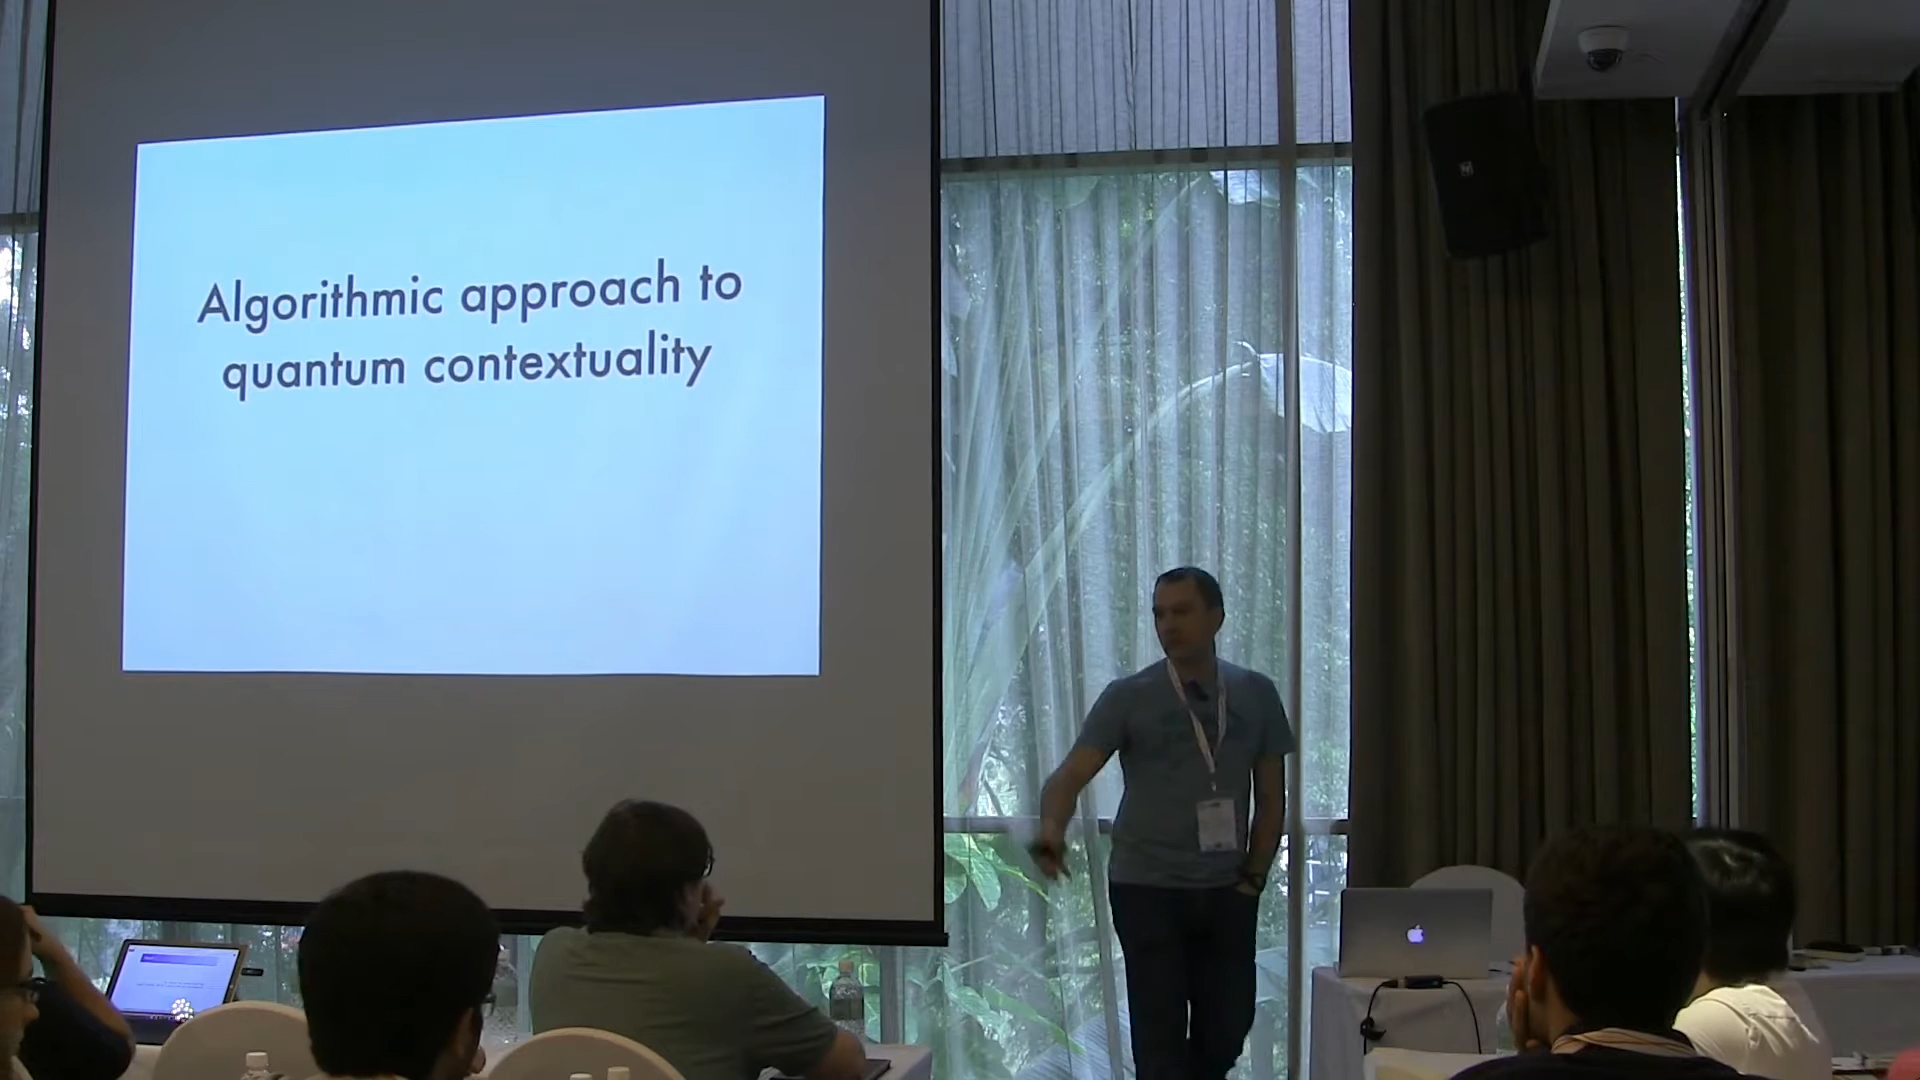 Algorithmic approach to
quantum contextuality